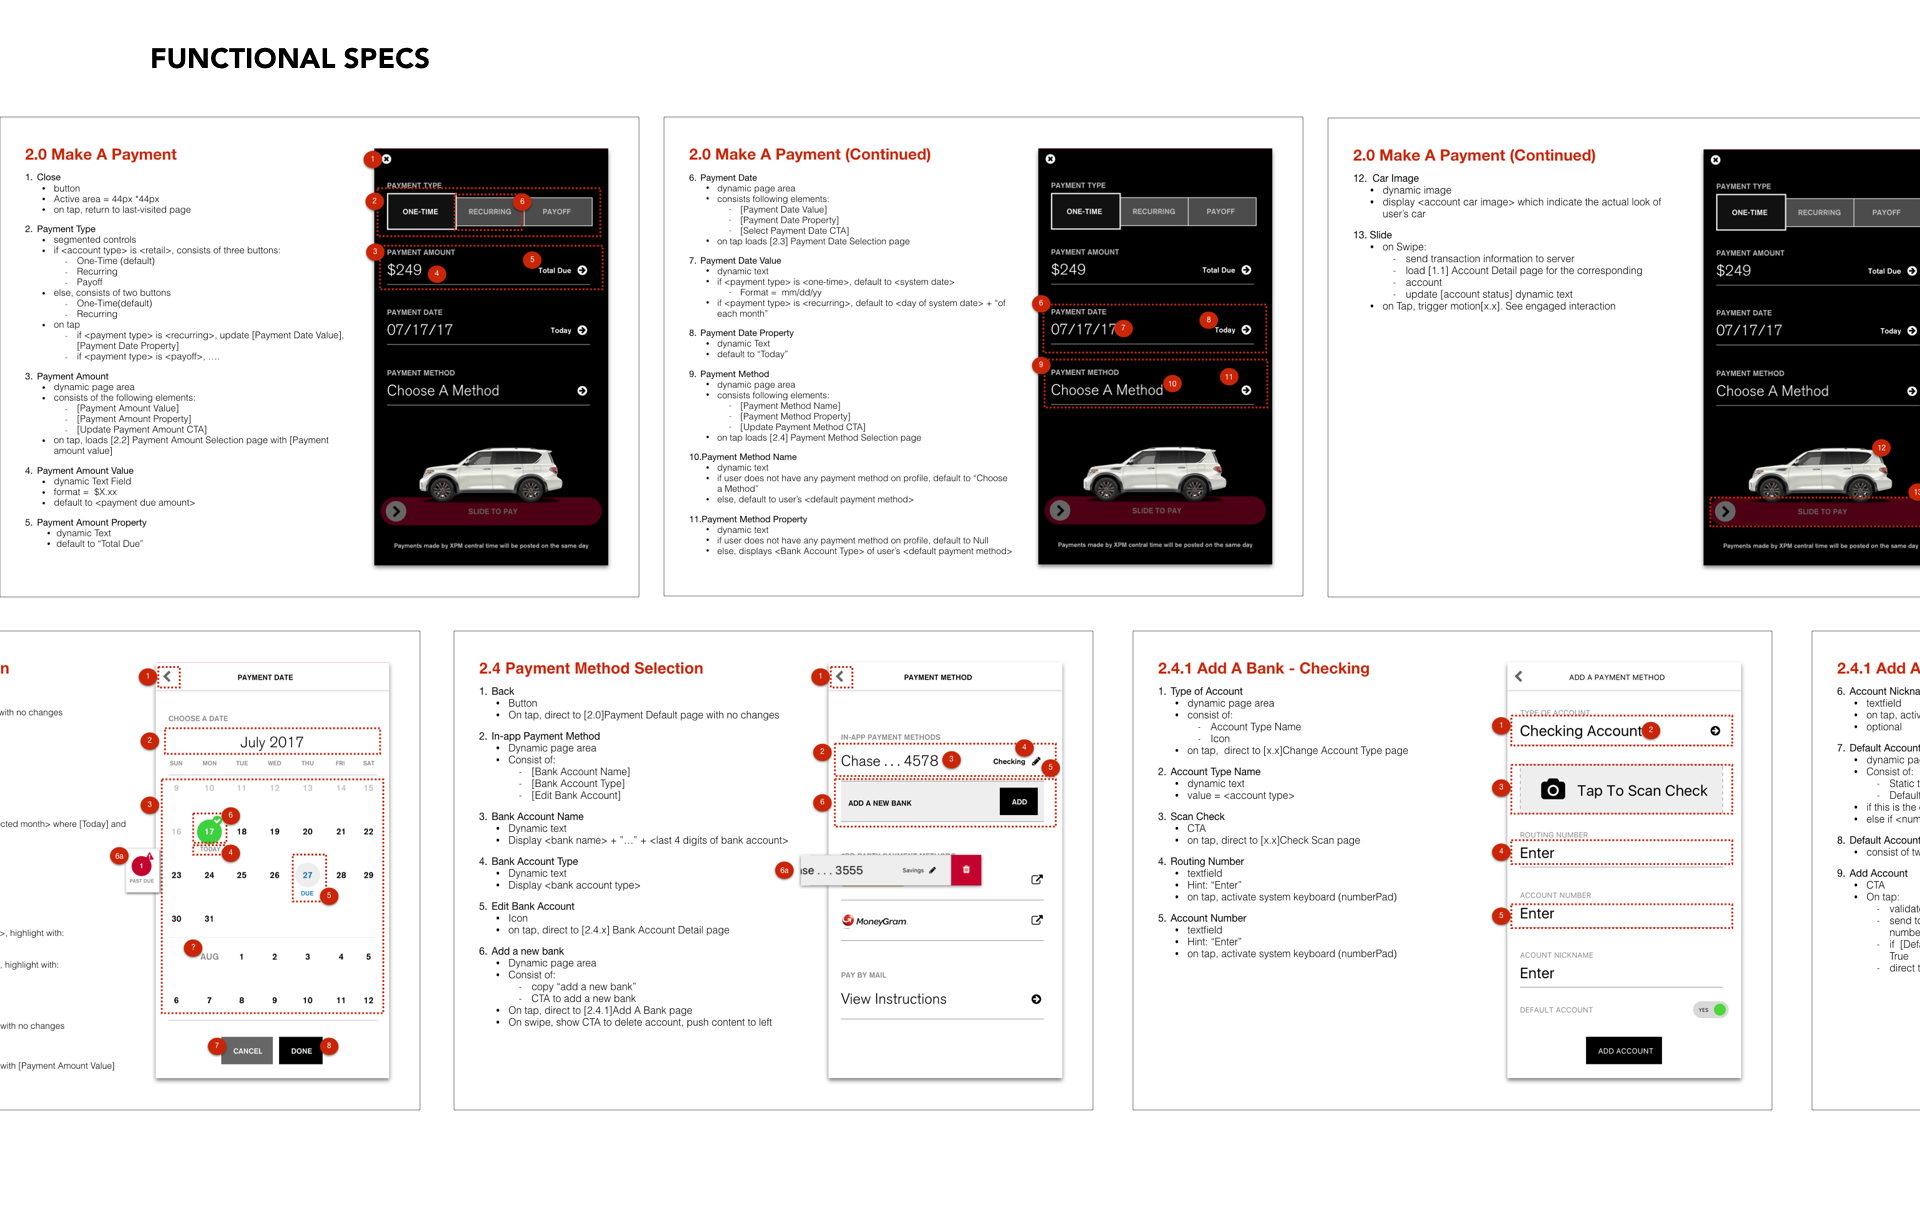 FUNCTIONAL SPECS
2.0 Make A Payment
1. Close
• button
• Active area = 44px *44px
• on tap, return to last-visited page
2. Payment Type
• segmented controls
• if <account type> is <retail>, consists of three buttons:
- One-Time (default)
- Recurring
- Payoff
• else, consists of two buttons
- One-Time(default)
- Recurring
• on tap
- if <payment type> is <recurring>, update [Payment Date Value],
[Payment Date Property]
- if <payment type> is <payoff>, ....
3. Payment Amount
• dynamic page area
• consists of the following elements:
- [Payment Amount Value]
- [Payment Amount Property]
- [Update Payment Amount CTA]
• on tap, loads [2.2] Payment Amount Selection page with [Payment
amount value]
4. Payment Amount Value
• dynamic Text Field
• format = $X.xx
• default to <payment due amount>
5. Payment Amount Property
• dynamic Text
• default to “Total Due”
1
PAYMENT TYPE
2
ONE-TIME
RECURRING
6
PAYOFF
3
PAYMENT AMOUNT
$249
4
5
Total Due
PAYMENT DATE
07/17/17
Today
PAYMENT METHOD
Choose A Method
SLIDE TO PAY
Payments made by XPM central time will be posted on the same day
2.0 Make A Payment (Continued)
6. Payment Date
• dynamic page area
• consists following elements:
- [Payment Date Value]
- [Payment Date Property]
- [Select Payment Date CTA]
• on tap loads [2.3] Payment Date Selection page
7. Payment Date Value
• dynamic text
• if <payment type> is <one-time>, default to <system date>
- Format = mm/dd/yy
• if <payment type> is <recurring>, default to <day of system date> + “of
each month”
8. Payment Date Property
• dynamic Text
• default to “Today”
9. Payment Method
• dynamic page area
• consists following elements:
- [Payment Method Name]
- [Payment Method Property]
- [Update Payment Method CTA]
• on tap loads [2.4] Payment Method Selection page
10.Payment Method Name
• dynamic text
• if user does not have any payment method on profile, default to “Choose
a Method”
• else, default to user’s <default payment method>
11.Payment Method Property
• dynamic text
• if user does not have any payment method on profile, default to Null
• else, displays <Bank Account Type> of user’s <default payment method>
PAYMENT TYPE
ONE-TIME
RECURRING
PAYOFF
PAYMENT AMOUNT
$249
Total Due
6
PAYMENT DATE
07/17/17
7
8
Today
9
PAYMENT METHOD
Choose A Method
10
11
SLIDE TO PAY
Payments made by XPM central time will be posted on the same day
2.0 Make A Payment (Continued)
12. Car Image
• dynamic image
• display <account car image> which indicate the actual look of
user’s car
13. Slide
• on Swipe:
- send transaction information to server
- load [1.1] Account Detail page for the corresponding
- account
- update [account status] dynamic text
• on Tap, trigger motion[x.x]. See engaged interaction
PAYMENT TYPE
ONE-TIME
RECURRING
PAYOFF
PAYMENT AMOUNT
$249
Total Due
PAYMENT DATE
07/17/17
Today
PAYMENT METHOD
Choose A Method
12
13
SLIDE TO PAY
Payments made by XPM central time will be posted on the same
n
with no changes
cted month> where [Today] and
>, highlight with:
, highlight with:
with no changes
with [Payment Amount Value]
1
PAYMENT DATE
CHOOSE A DATE
2
July 2017
SUN MON TUE WED THU FRI SAT
3
9 10 11 12 13 14 15
6
16 17 18 19 20 21 22
TODAY
4
6a
1
PAST DUE
23 24 25 26 27 28 29
DUE
5
30 31
7
AUG 1 2 3 4 5
6 7 8 9 10 11 12
7
CANCEL
DONE
8
2.4 Payment Method Selection
1. Back
• Button
• On tap, direct to [2.0]Payment Default page with no changes
2. In-app Payment Method
• Dynamic page area
• Consist of:
- [Bank Account Name]
- [Bank Account Type]
- [Edit Bank Account]
3. Bank Account Name
• Dynamic text
• Display <bank name> + ”...” + <last 4 digits of bank account>
4. Bank Account Type
• Dynamic text
• Display <bank account type>
5. Edit Bank Account
• Icon
• on tap, direct to [2.4.x] Bank Account Detail page
6. Add a new bank
• Dynamic page area
• Consist of:
- copy “add a new bank”
- CTA to add a new bank
• On tap, direct to [2.4.1]Add A Bank page
• On swipe, show CTA to delete account, push content to left
1
PAYMENT METHOD
IN-APP PAYMENT METHODS
2
Chase . . . 4578
3
4
Checking
5
6
ADD A NEW BANK
ADD
6a
se . . . 3555
Savings
MoneyGram.
PAY BY MAIL
View Instructions
2.4.1 Add A Bank - Checking
1. Type of Account
• dynamic page area
• consist of:
- Account Type Name
- Icon
• on tap, direct to [x.x]Change Account Type page
2. Account Type Name
• dynamic text
• value = <account type>
3. Scan Check
• CTA
• on tap, direct to [x.x]Check Scan page
4. Routing Number
• textfield
• Hint: “Enter”
• on tap, activate system keyboard (numberPad)
5. Account Number
• textfield
• Hint: “Enter”
• on tap, activate system keyboard (numberPad)
ADD A PAYMENT METHOD
TYPE OF ACCOUNT
1
Checking Account
2
3
Tap To Scan Check
ROUTING NUMBER
4
Enter
ACCOUNT NUMBER
5
Enter
ACOUNT NICKNAME
Enter
DEFAULT ACCOUNT
YES
ADD ACCOUNT
2.4.1 Add A
6. Account Nickna
• textfield
• on tap, activ
• optional
7. Default Account
• dynamic pa
• Consist of:
- Static t
- Default
• if this is the
• else if <num
8. Default Account
• consist of tw
9. Add Account
• CTA
• On tap:
- validat
- send to
numbe
- if [Defa
True
- direct t